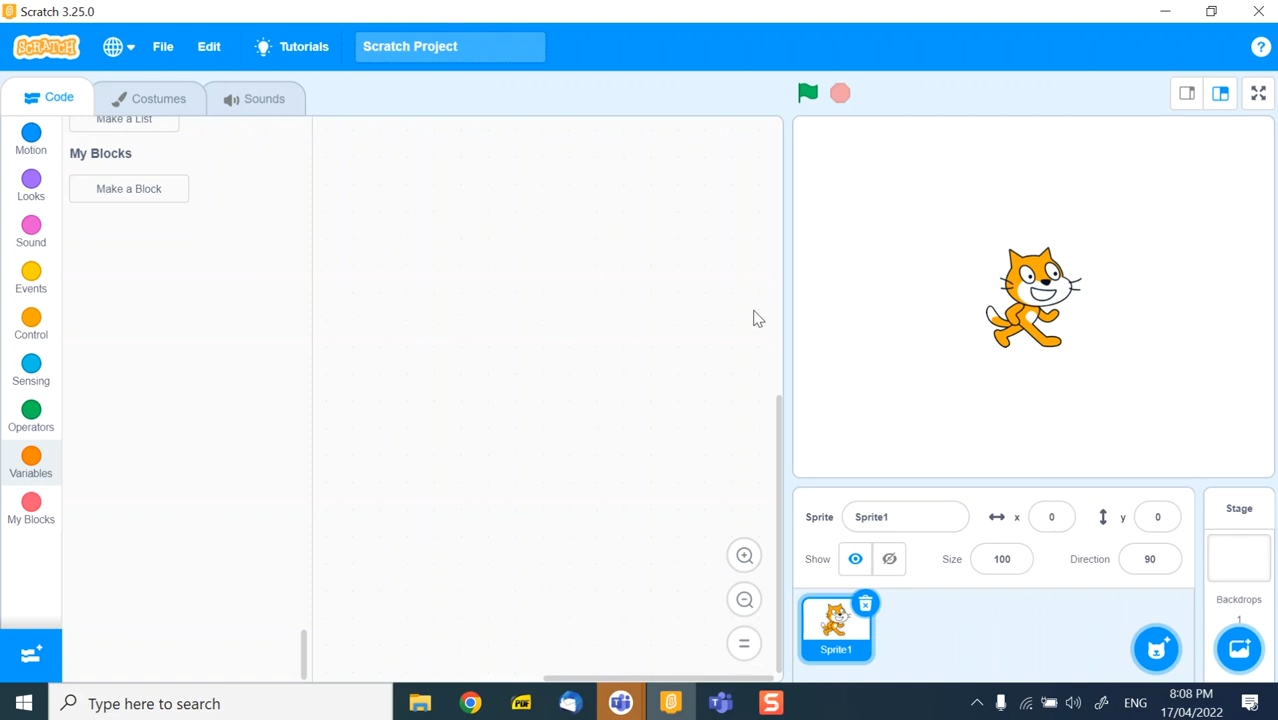 Scratch 3.25.0
SCRATCH
File
Edit
Tutorials
Scratch Project
?
Code
Costumes
Sounds
Motion
Looks
Sound
Events
Control
Sensing
Operators
Variables
My Blocks
Make a List
My Blocks
Make a Block
Sprite
Sprite1
x
0
y
0
Show
Size
100
Direction
90
Sprite1
Stage
Backdrops
1
Type here to search
PDF
ENG
8:08 PM
17/04/2022